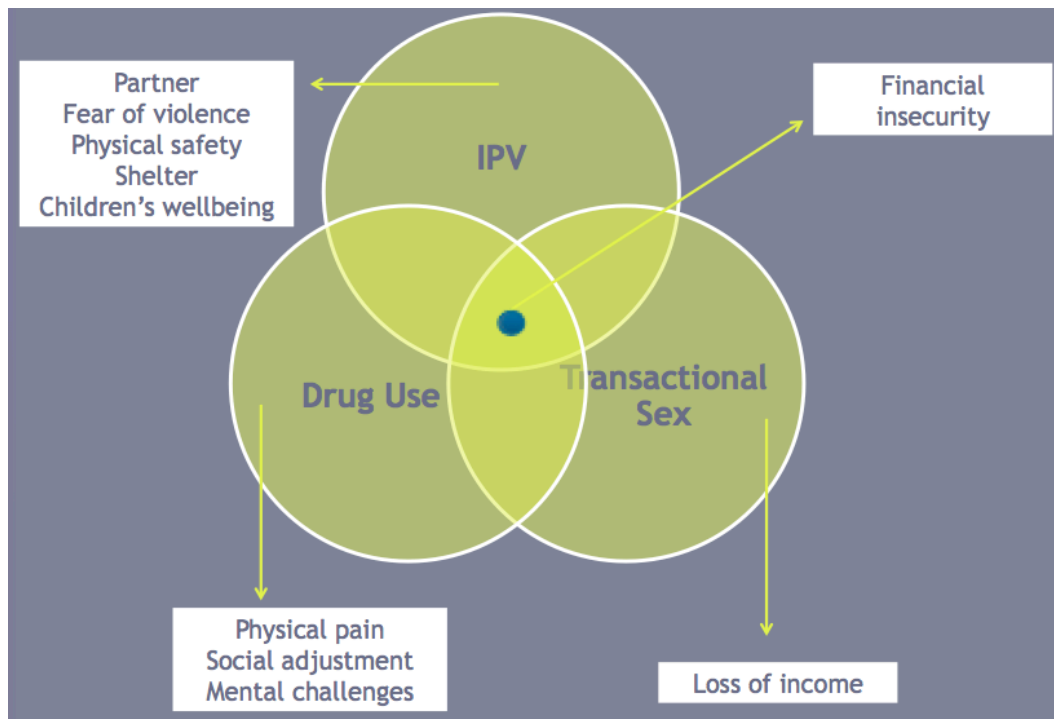 Partner
Fear of violence
Physical safety
Shelter
Children’s wellbeing
Financial
insecurity
IPV
Drug Use
Transactional
Sex
Physical pain
Social adjustment
Mental challenges
Loss of income